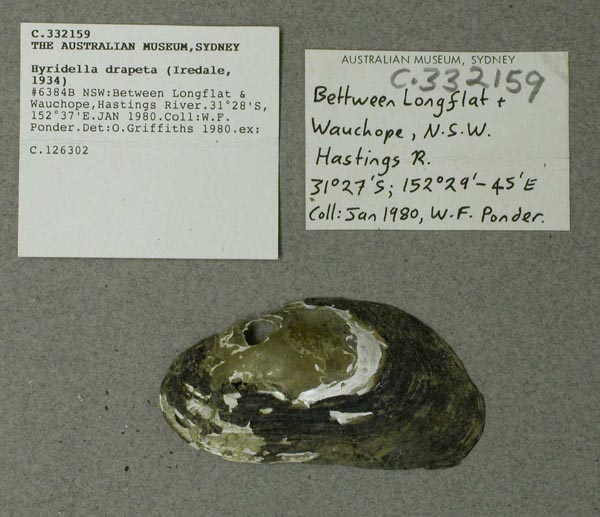 C.332159
THE AUSTRALIAN MUSEUM,SYDNEY
Hyridella drapeta (Iredale,
1934)
#6384B NSW:Between Longflat &
Wauchope,Hastings River.31°28'S,
152°37'E.JAN 1980.Coll:W.F.
Ponder.Det:O.Griffiths 1980.ex:
C.126302
AUSTRALIAN MUSEUM, SYDNEY
C.332159
Bettween Longflat +
Wauchope, N.S.W.
Hastings R.
31°27'S; 152°29'-45'E
Coll: Jan 1980, W.F. Ponder.